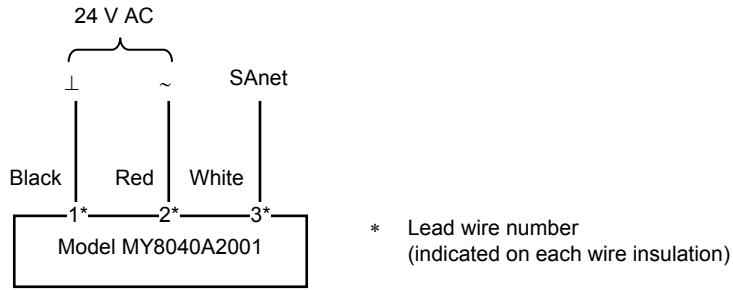 24 V AC
⊥ ~ SAnet
Black Red White
1* 2* 3*
Model MY8040A2001
* Lead wire number
(indicated on each wire insulation)